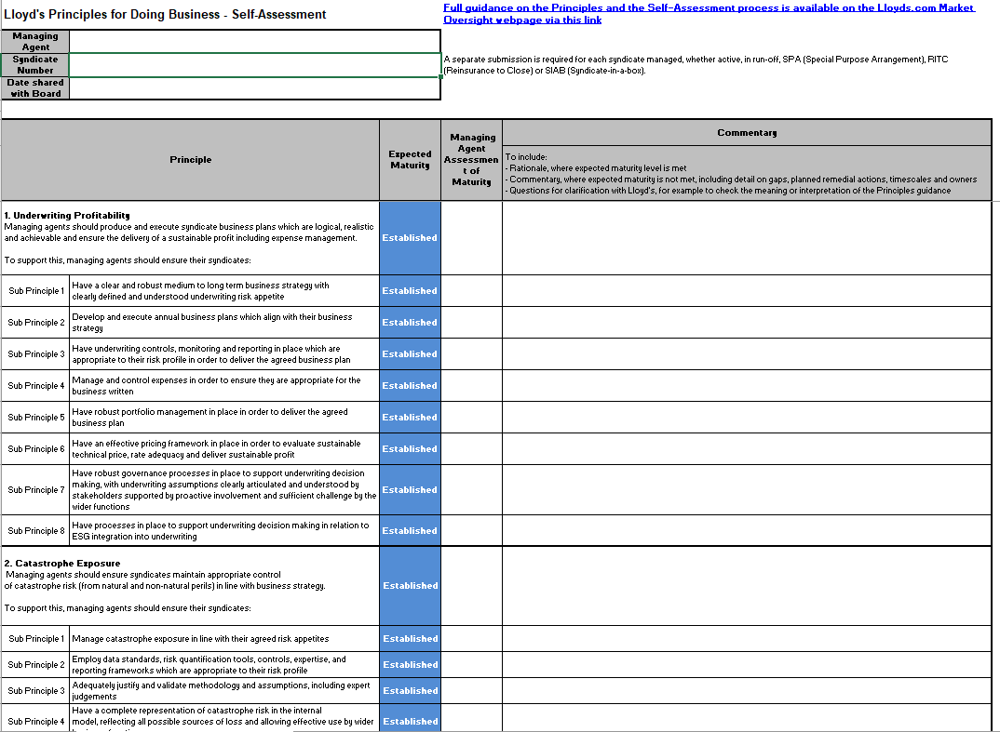 Lloyd's Principles for Doing Business - Self-Assessment
Full guidance on the Principles and the Self-Assessment process is available on the Lloyds.com Market
Oversight webpage via this link
Managing
Agent
Syndicate
Number
A separate submission is required for each syndicate managed, whether active, in run-off, SPA (Special Purpose Arrangement), RITC
(Reinsurance to Close) or SIAB (Syndicate-in-a-box).
Date shared
with Board
Principle
Expected
Maturity
Managing
Agent
Assessmen
t of
Maturity
Commentary
To include:
- Rationale, where expected maturity level is met
- Commentary, where expected maturity is not met, including detail on gaps, planned remedial actions, timescales and owners
- Questions for clarification with Lloyd's, for example to check the meaning or interpretation of the Principles guidance
1. Underwriting Profitability
Managing agents should produce and execute syndicate business plans which are logical, realistic
and achievable and ensure the delivery of a sustainable profit including expense management.
To support this, managing agents should ensure their syndicates:
Established
Sub Principle 1
Have a clear and robust medium to long term business strategy with
clearly defined and understood underwriting risk appetite
Established
Sub Principle 2
Develop and execute annual business plans which align with their business
strategy
Established
Sub Principle 3
Have underwriting controls, monitoring and reporting in place which are
appropriate to their risk profile in order to deliver the agreed business plan
Established
Sub Principle 4
Manage and control expenses in order to ensure they are appropriate for the
business written
Established
Sub Principle 5
Have robust portfolio management in place in order to deliver the agreed
business plan
Established
Sub Principle 6
Have an effective pricing framework in place in order to evaluate sustainable
technical price, rate adequacy and deliver sustainable profit
Established
Sub Principle 7
Have robust governance processes in place to support underwriting decision
making, with underwriting assumptions clearly articulated and understood by
stakeholders supported by proactive involvement and sufficient challenge by the
wider functions
Established
Sub Principle 8
Have processes in place to support underwriting decision making in relation to
ESG integration into underwriting
Established
2. Catastrophe Exposure
Managing agents should ensure syndicates maintain appropriate control
of catastrophe risk (from natural and non-natural perils) in line with business strategy.
To support this, managing agents should ensure their syndicates:
Established
Sub Principle 1
Manage catastrophe exposure in line with their agreed risk appetites
Established
Sub Principle 2
Employ data standards, risk quantification tools, controls, expertise, and
reporting frameworks which are appropriate to their risk profile
Established
Sub Principle 3
Adequately justify and validate methodology and assumptions, including expert
judgements
Established
Sub Principle 4
Have a complete representation of catastrophe risk in the internal
model, reflecting all possible sources of loss and allowing effective use by wider
Established